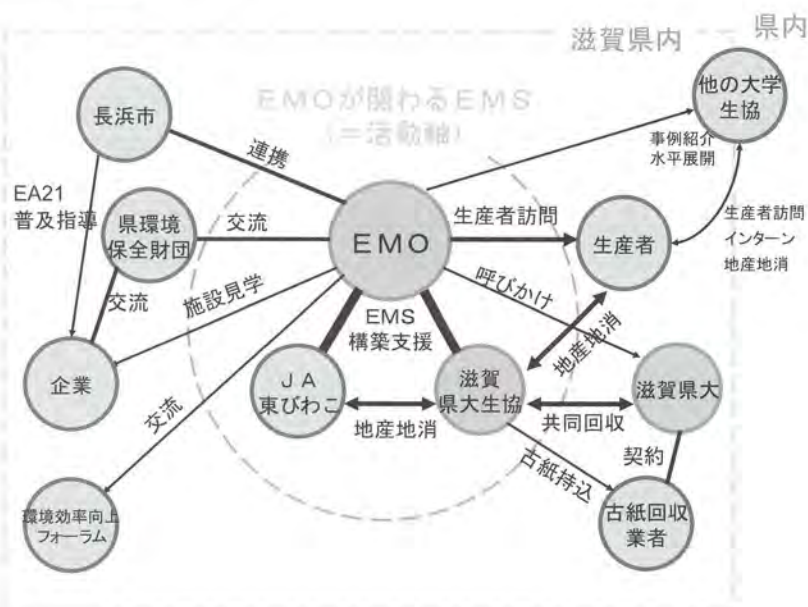 県内
滋賀県内
EMOが関わるEMS
(=活動軸)
長浜市
他の大学
生協
連携
事例紹介
水平展開
EA21
普及指導
県環境
保全財団
交流
EMO
生産者訪問
生産者
生産者訪問
インターン
地産地消
交流
施設見学
呼びかけ
EMS
構築支援
地産地消
企業
JA
東びわこ
地産地消
滋賀
県大生協
共同回収
滋賀県大
交流
古紙持込
契約
環境効率向上
フォーラム
古紙回収
業者